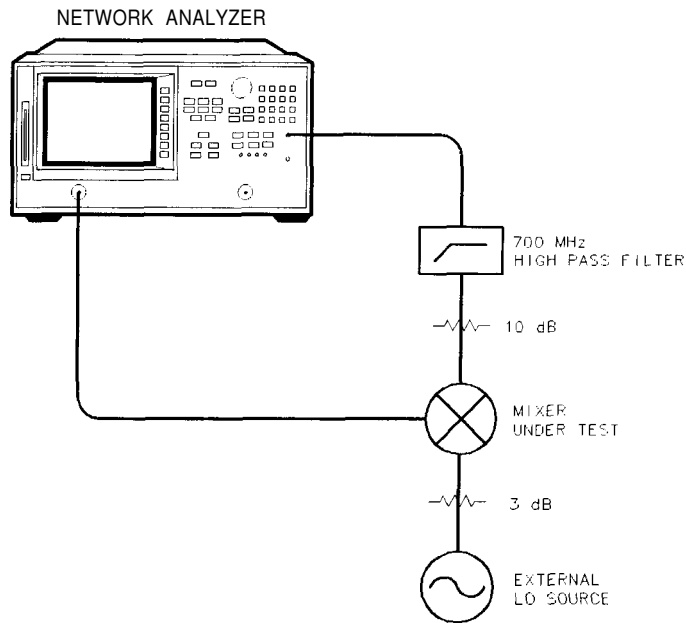 NETWORK ANALYZER
700 MHz
HIGH PASS FILTER
10 dB
MIXER
UNDER TEST
3 dB
EXTERNAL
LO SOURCE